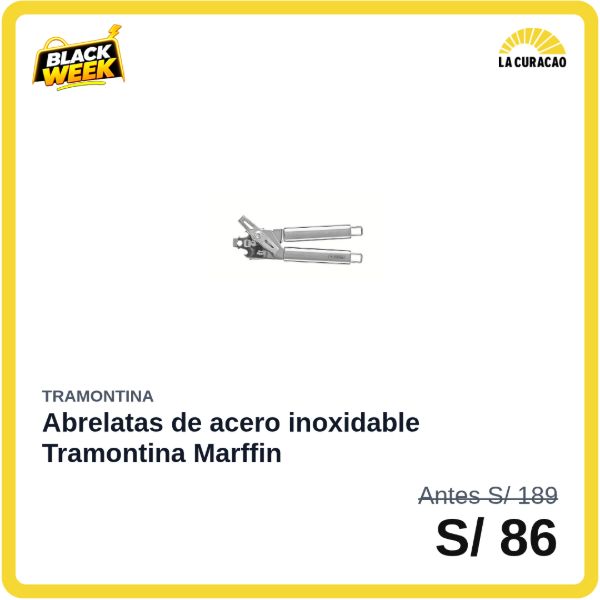 BLACK
WEEK
LA CURACAO
TRAMONTINA
Abrelatas de acero inoxidable
Tramontina Marffin
Antes S/ 189
S/ 86